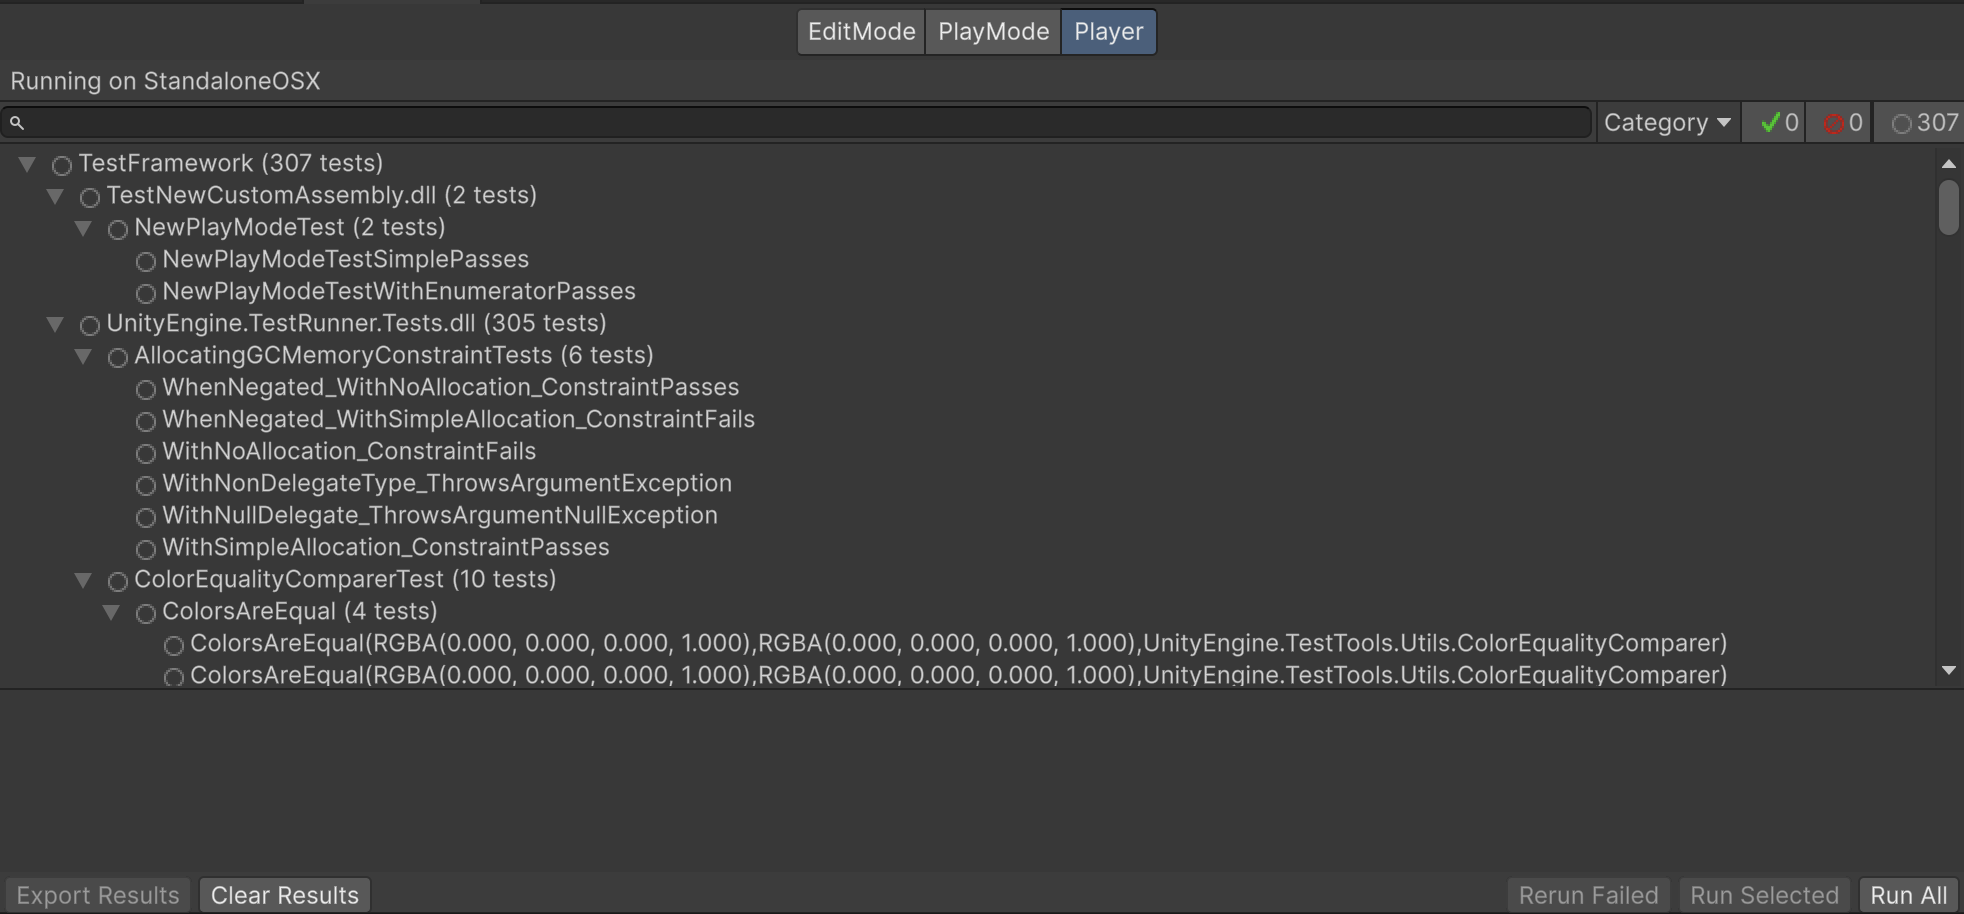 EditMode PlayMode Player
Running on StandaloneOSX
Category 0 0 307
TestFramework (307 tests)
TestNewCustomAssembly.dll (2 tests)
NewPlayModeTest (2 tests)
NewPlayModeTestSimplePasses
NewPlayModeTestWithEnumeratorPasses
UnityEngine.TestRunner.Tests.dll (305 tests)
AllocatingGCMemoryConstraintTests (6 tests)
WhenNegated_WithNoAllocation_ConstraintPasses
WhenNegated_WithSimpleAllocation_ConstraintFails
WithNoAllocation_ConstraintFails
WithNonDelegateType_ThrowsArgumentException
WithNullDelegate_ThrowsArgumentNullException
WithSimpleAllocation_ConstraintPasses
ColorEqualityComparerTest (10 tests)
ColorsAreEqual (4 tests)
ColorsAreEqual(RGBA(0.000, 0.000, 0.000, 1.000),RGBA(0.000, 0.000, 0.000, 1.000),UnityEngine.TestTools.Utils.ColorEqualityComparer)
ColorsAreEqual(RGBA(0.000, 0.000, 0.000, 1.000),RGBA(0.000, 0.000, 0.000, 1.000),UnityEngine.TestTools.Utils.ColorEqualityComparer)
Export Results Clear Results Rerun Failed Run Selected Run All